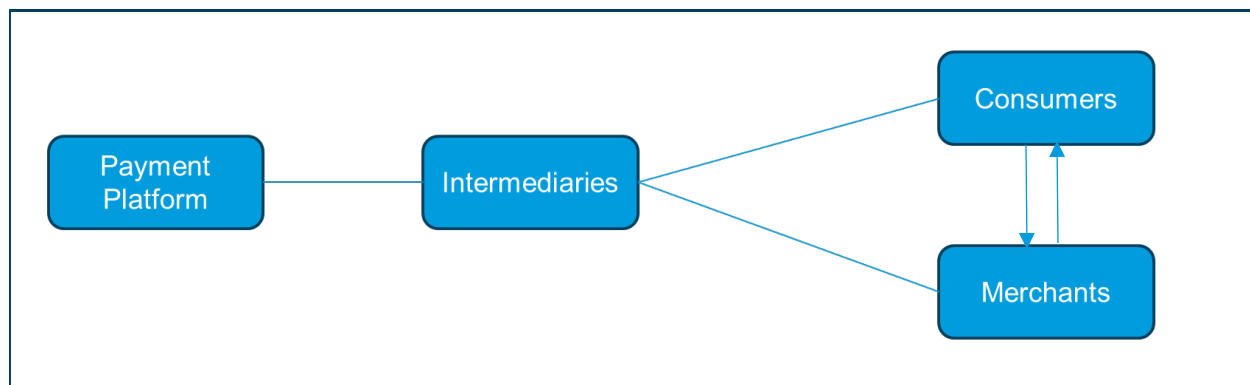 Payment
Platform
Intermediaries
Consumers
Merchants